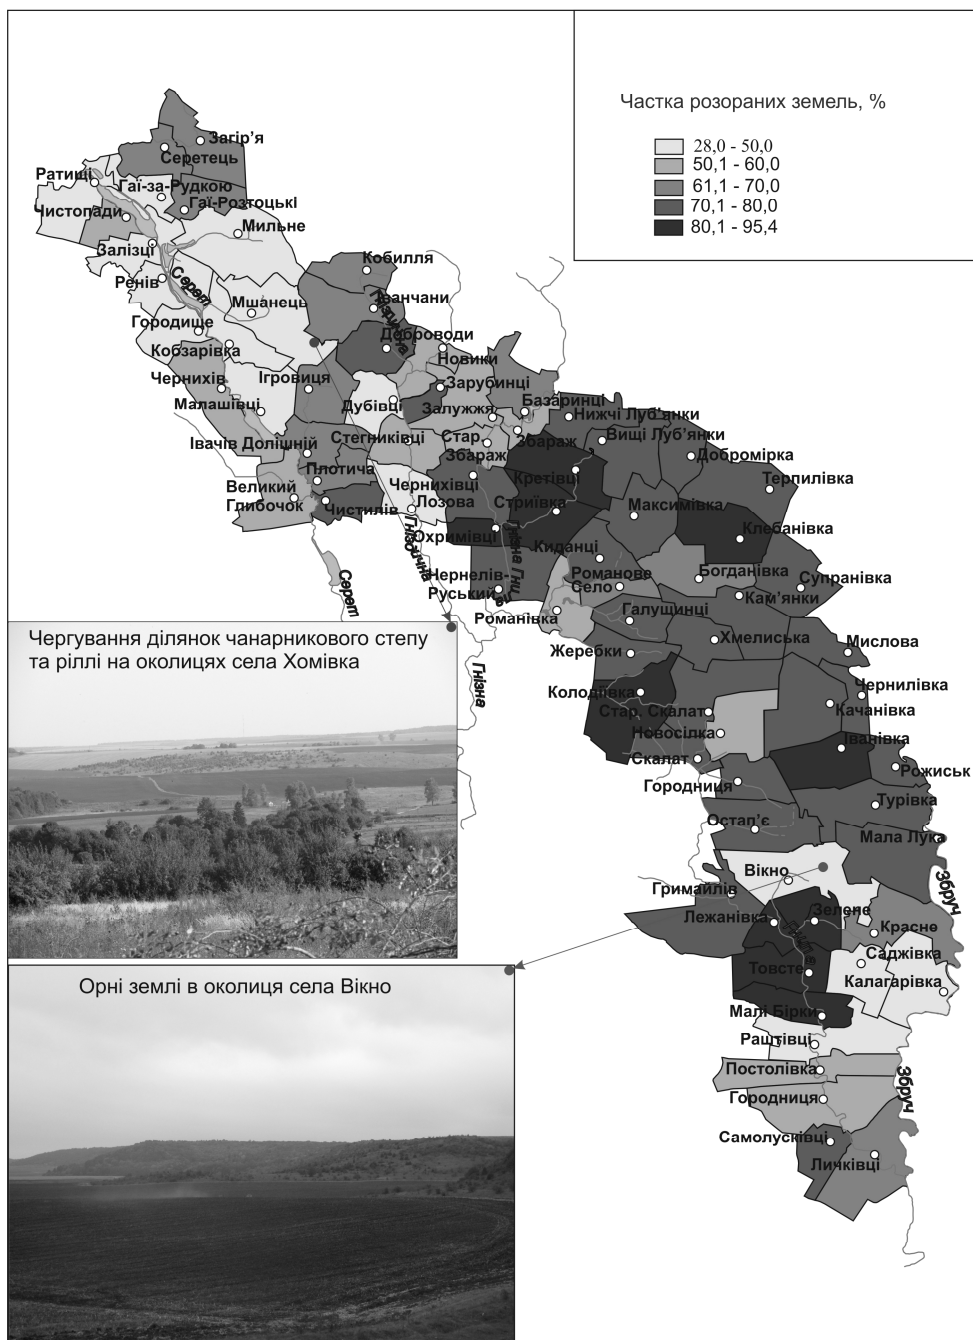 Частка розораних земель, %
28,0 - 50,0
50,1 - 60,0
61,1 - 70,0
70,1 - 80,0
80,1 - 95,4
Загір’я
Серетець
Ратищі
Гаї-за-Рудкою
Гаї-Розтоцькі
Чистопади
Мильне
Залізці
Кобилля
Ренів
Серет
Іванчани
Мшанець
Городище
Доброводи
Кобзарівка
Новики
Чернихів
Ігровиця
Зарубинці
Малашівці
Дубівці
Залужжя
Базаринці
Нижчі Луб’янки
Івачів Долішній
Стегниківці
Стар.
Збараж
Збараж
Вищі Луб’янки
Добромірка
Плотича
Кретівці
Терпилівка
Великий
Глибочок
Чернихівці
Лозова
Чистилів
Стриївка
Максимівка
Охримівці
Клебанівка
Гнізна Гнила
Киданці
Серет
Чернелів-
Руський
Романове
Село
Богданівка
Супранівка
Кам’янки
Романівка
Галущинці
Чергування ділянок чанарникового степу
та ріллі на околицях села Хомівка
Хмелиська
Мислова
Жеребки
Гнізна
Колодіївка
Чернилівка
Качанівка
Стар. Скалат
Новосілка
Іванівка
Скалат
Рожиськ
Городниця
Турівка
Остап’є
Мала Лука
Вікно
Збруч
Гримайлів
Лежанівка
Зелене
Красне
Саджівка
Товсте
Калагарівка
Орні землі в околиця села Вікно
Малі Бірки
Раштівці
Постолівка
Збруч
Городниця
Самолусківці
Личківці